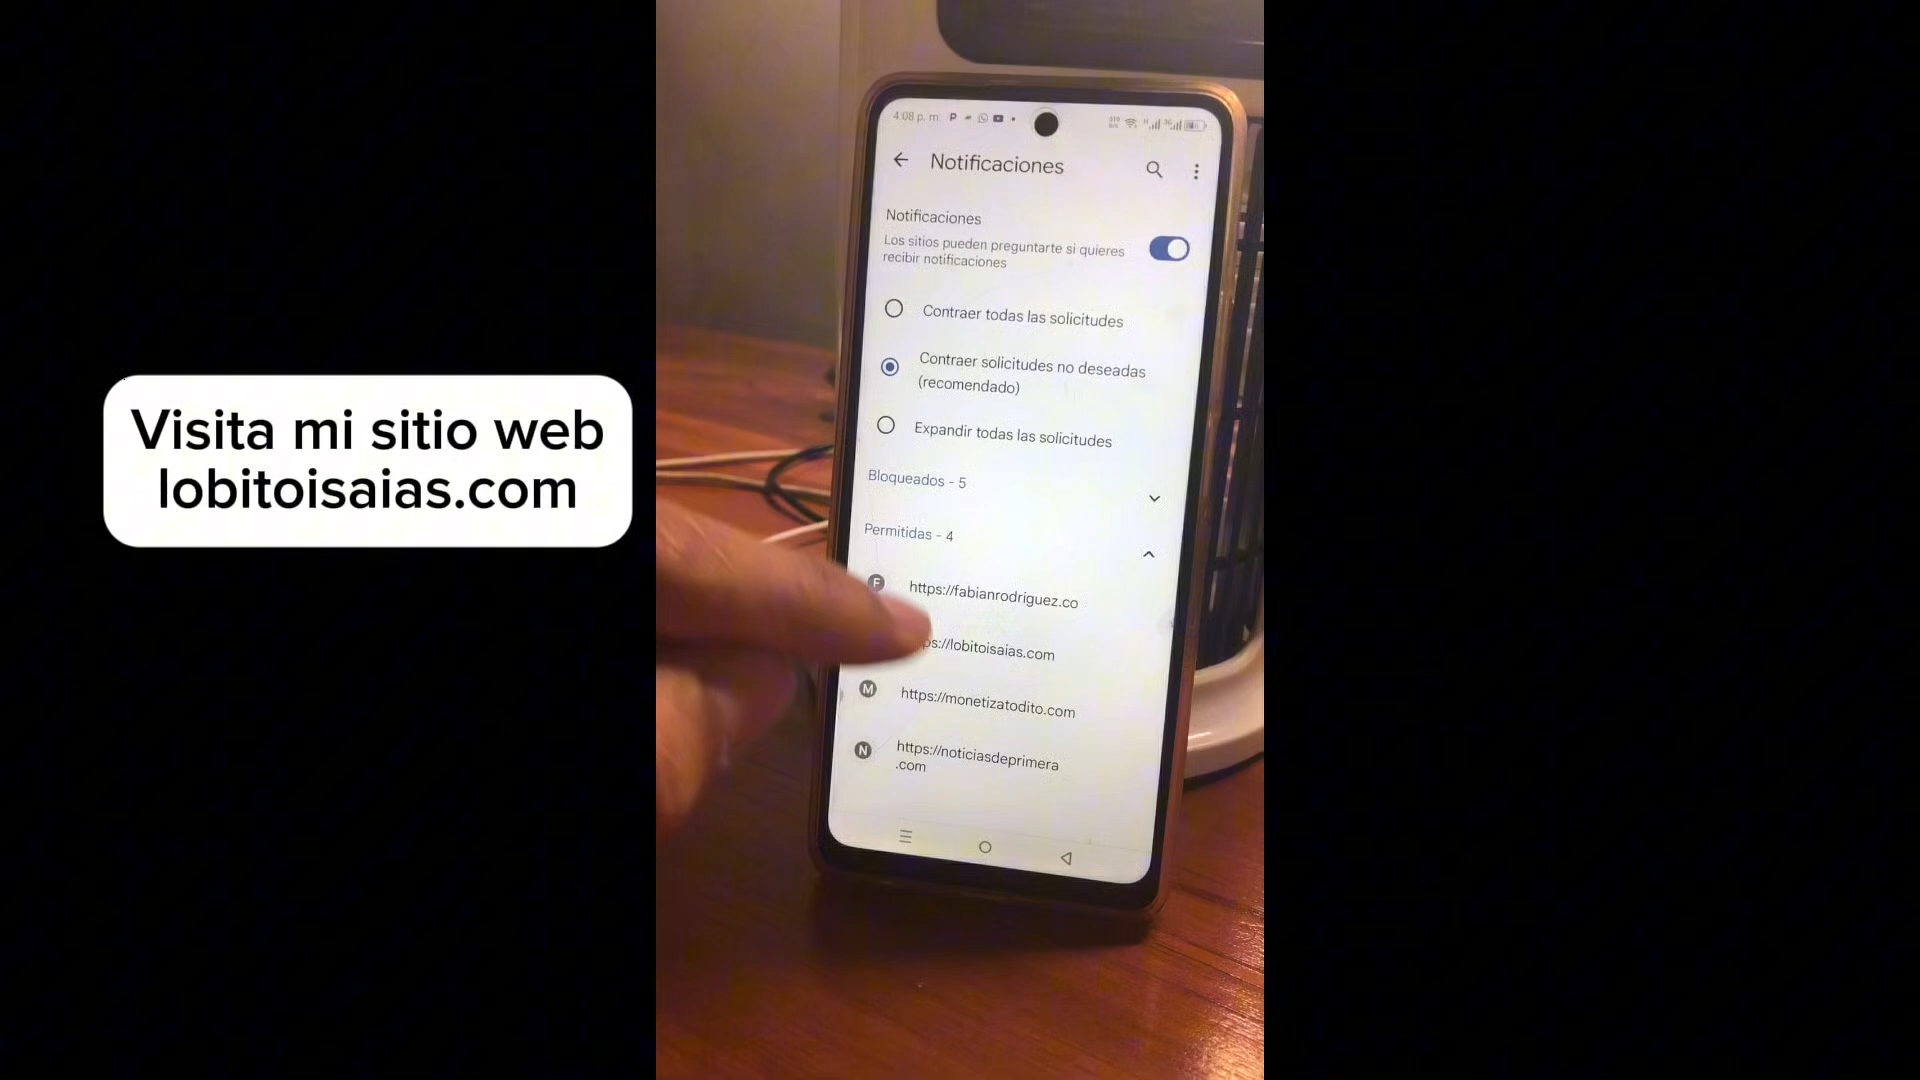 Visita mi sitio web
lobitoisaias.com
4:08 p. m.
Notificaciones
Notificaciones
Los sitios pueden preguntarte si quieres
recibir notificaciones
Contraer todas las solicitudes
Contraer solicitudes no deseadas
(recomendado)
Expandir todas las solicitudes
Bloqueados - 5
Permitidas - 4
F
https://fabianrodriguez.co
ps://lobitoisaias.com
M
https://monetizatodito.com
N
https://noticiasdeprimera
.com